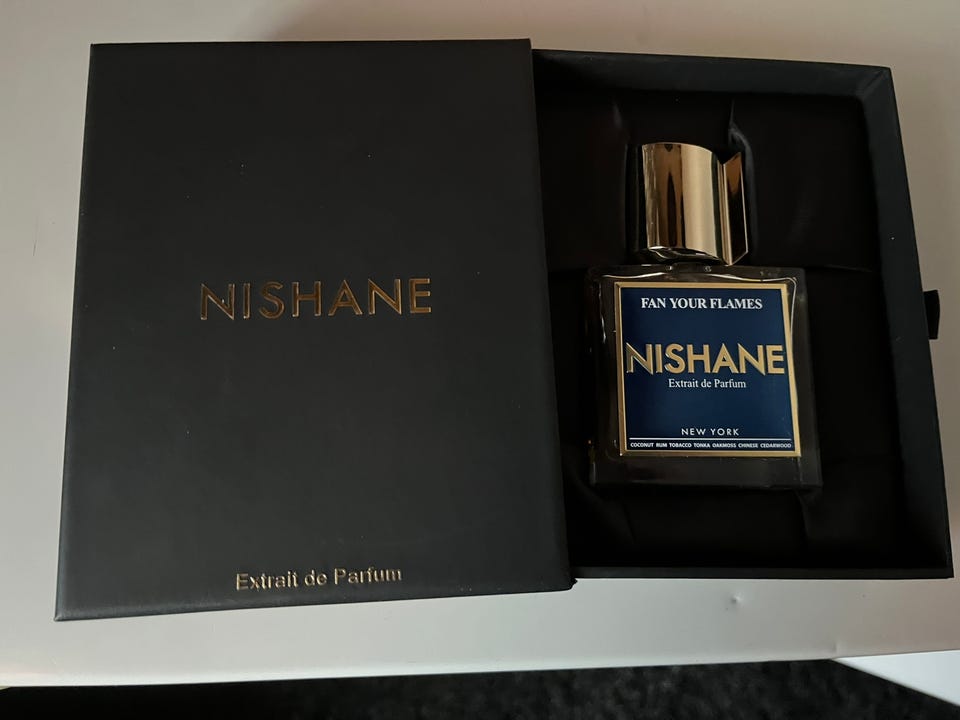 NISHANE
Extrait de Parfum
FAN YOUR FLAMES
NISHANE
Extrait de Parfum
NEW YORK
COCONUT RUM TOBACCO TONKA OAKMOSS CHINESE CEDARWOOD